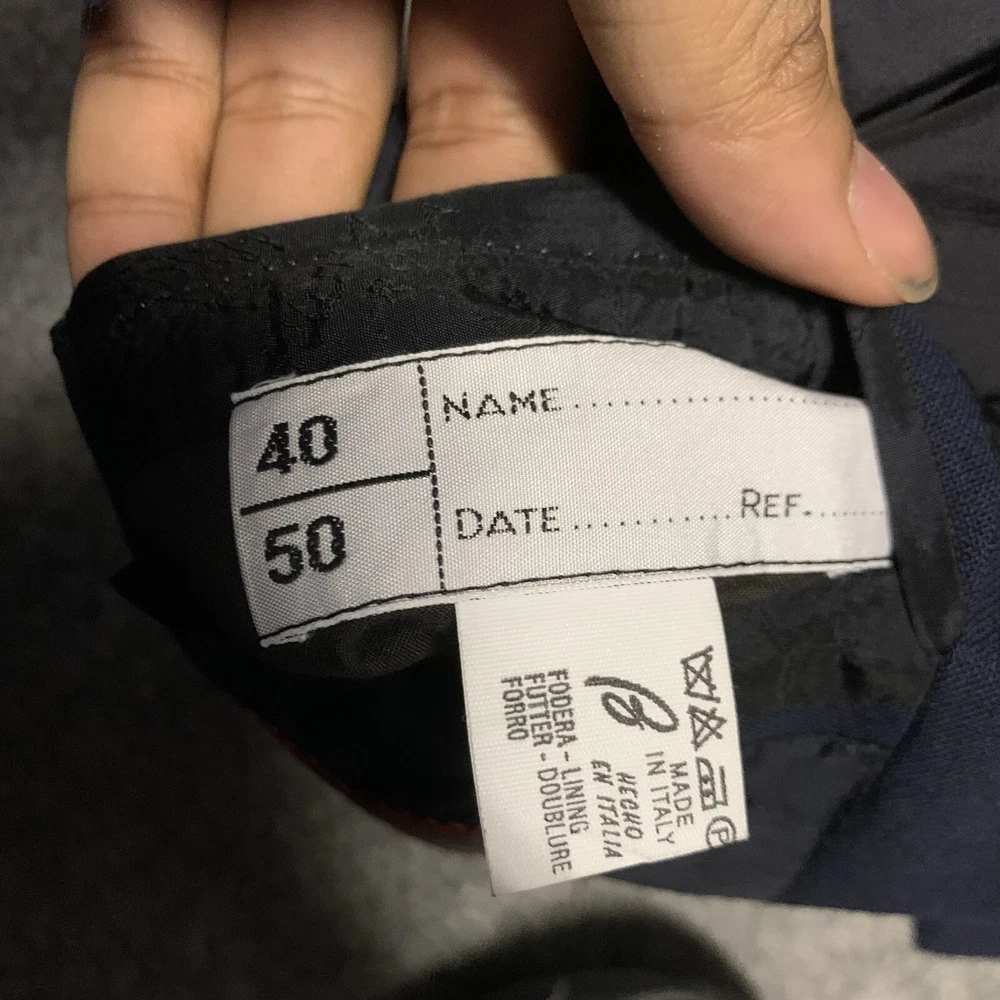 40
50
NAME
DATE REF.
MADE
IN ITALY
HECHO
EN ITALIA
FODERA - LINING
FUTTER - DOUBLURE
FORRO
P